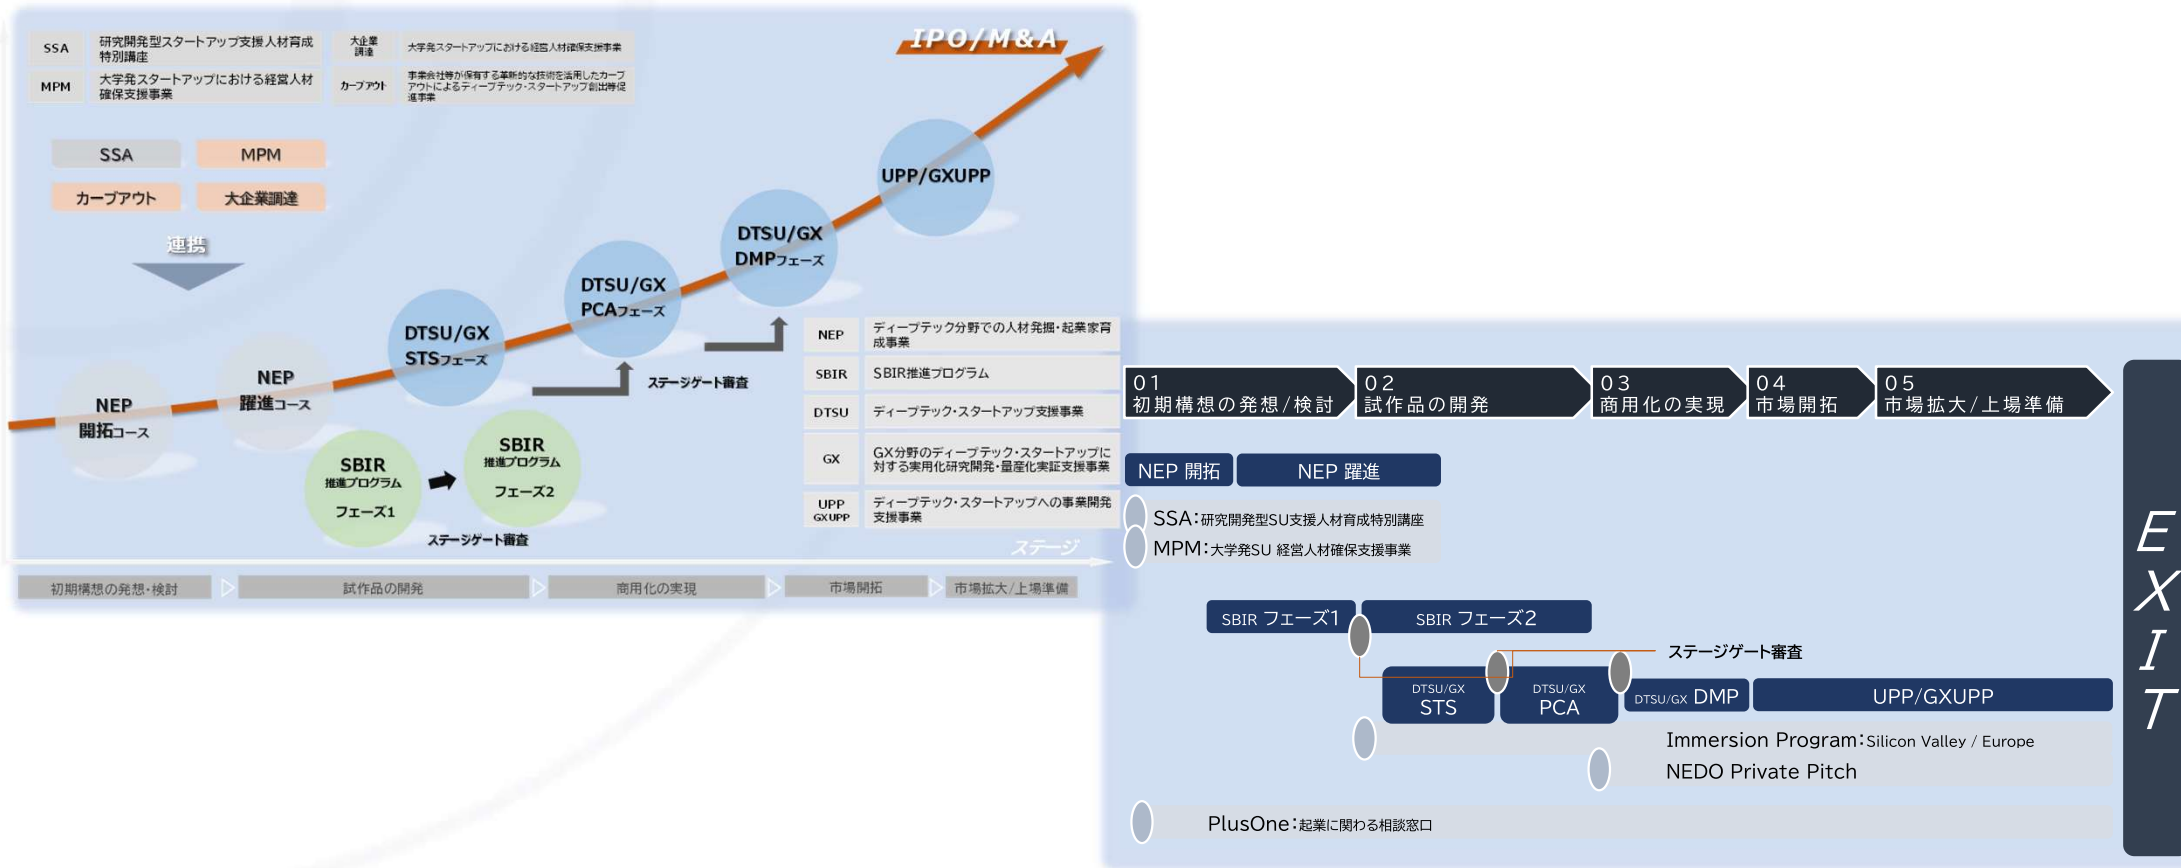 SSA
研究開発型スタートアップ支援人材育成
特別講座
大企業
調達
大学発スタートアップにおける経営人材確保支援事業
MPM
大学発スタートアップにおける経営人材
確保支援事業
カーブアウト
事業会社等が保有する革新的な技術を活用したカーブ
アウトによるディープテック・スタートアップ創出等促
進事業
IPO/M&A
SSA
MPM
カーブアウト
大企業調達
連携
UPP/GXUPP
DTSU/GX
DMPフェーズ
DTSU/GX
PCAフェーズ
DTSU/GX
STSフェーズ
NEP
躍進コース
NEP
開拓コース
ステージゲート審査
SBIR
推進プログラム
フェーズ1
SBIR
推進プログラム
フェーズ2
ステージゲート審査
NEP
ディープテック分野での人材発掘・起業家育
成事業
SBIR
SBIR推進プログラム
DTSU
ディープテック・スタートアップ支援事業
GX
GX分野のディープテック・スタートアップに
対する実用化研究開発・量産化実証支援事業
UPP
GXUPP
ディープテック・スタートアップへの事業開発
支援事業
ステージ
初期構想の発想・検討
試作品の開発
商用化の実現
市場開拓
市場拡大/上場準備
01
初期構想の発想/検討
02
試作品の開発
03
商用化の実現
04
市場開拓
05
市場拡大/上場準備
NEP 開拓
NEP 躍進
SSA:研究開発型SU支援人材育成特別講座
MPM:大学発SU 経営人材確保支援事業
SBIR フェーズ1
SBIR フェーズ2
ステージゲート審査
DTSU/GX
STS
DTSU/GX
PCA
DTSU/GX DMP
UPP/GXUPP
Immersion Program:Silicon Valley / Europe
NEDO Private Pitch
PlusOne:起業に関わる相談窓口
EXIT